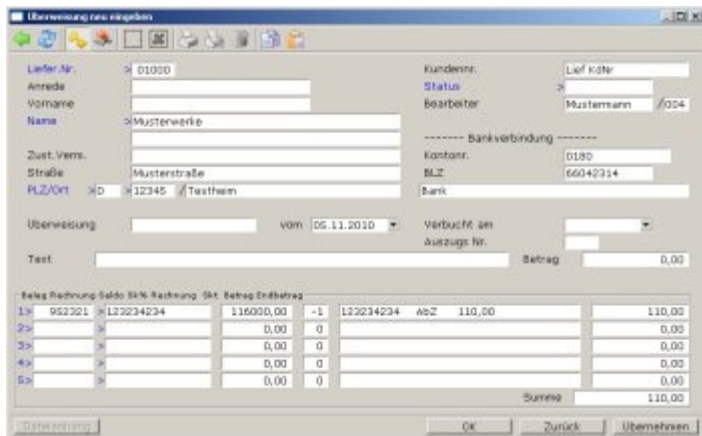 Überweisung neu eingeben
Liefer.Nr. > 01000 Kundennr. Lief KdNr
Anrede Status >
Vorname Bearbeiter Mustermann /004
Name >Musterwerke
------- Bankverbindung -------
Zust.Verm. Kontonr. 0180
Straße Musterstraße BLZ 66042314
PLZ/Ort >D >12345 /Testheim Bank
Überweisung vom 05.11.2010 Verbucht am
Auszugs Nr.
Text Betrag 0,00
Beleg Rechnung Saldo Sk% Rechnung Skt. Betrag Endbetrag
1> 952321 >123234234 116000,00 -1 123234234 AbZ 110,00 110,00
2> > 0,00 0 0,00
3> > 0,00 0 0,00
4> > 0,00 0 0,00
5> > 0,00 0 0,00
Summe 110,00
Dateianhang OK Zurück Übernehmen